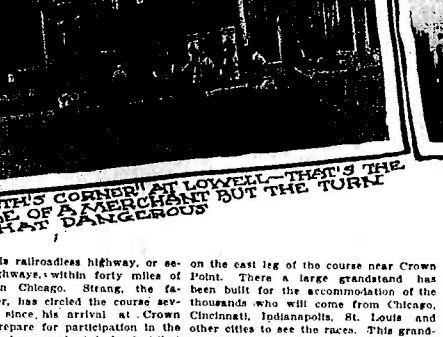 TH'S CORNER" AT LOWELL—THAT'S THE
E OF A MERCHANT BUT THE TURN
HAT DANGEROUS
is railroadless highway, or se-
ghways, within forty miles of
n Chicago. Strang, the fa-
er, has circled the course sev-
since his arrival at Crown
repare for participation in the
on the east leg of the course near Crown
Point. There a large grandstand has
been built for the accommodation of the
thousands who will come from Chicago,
Cincinnati, Indianapolis, St. Louis and
other cities to see the races. This grand-